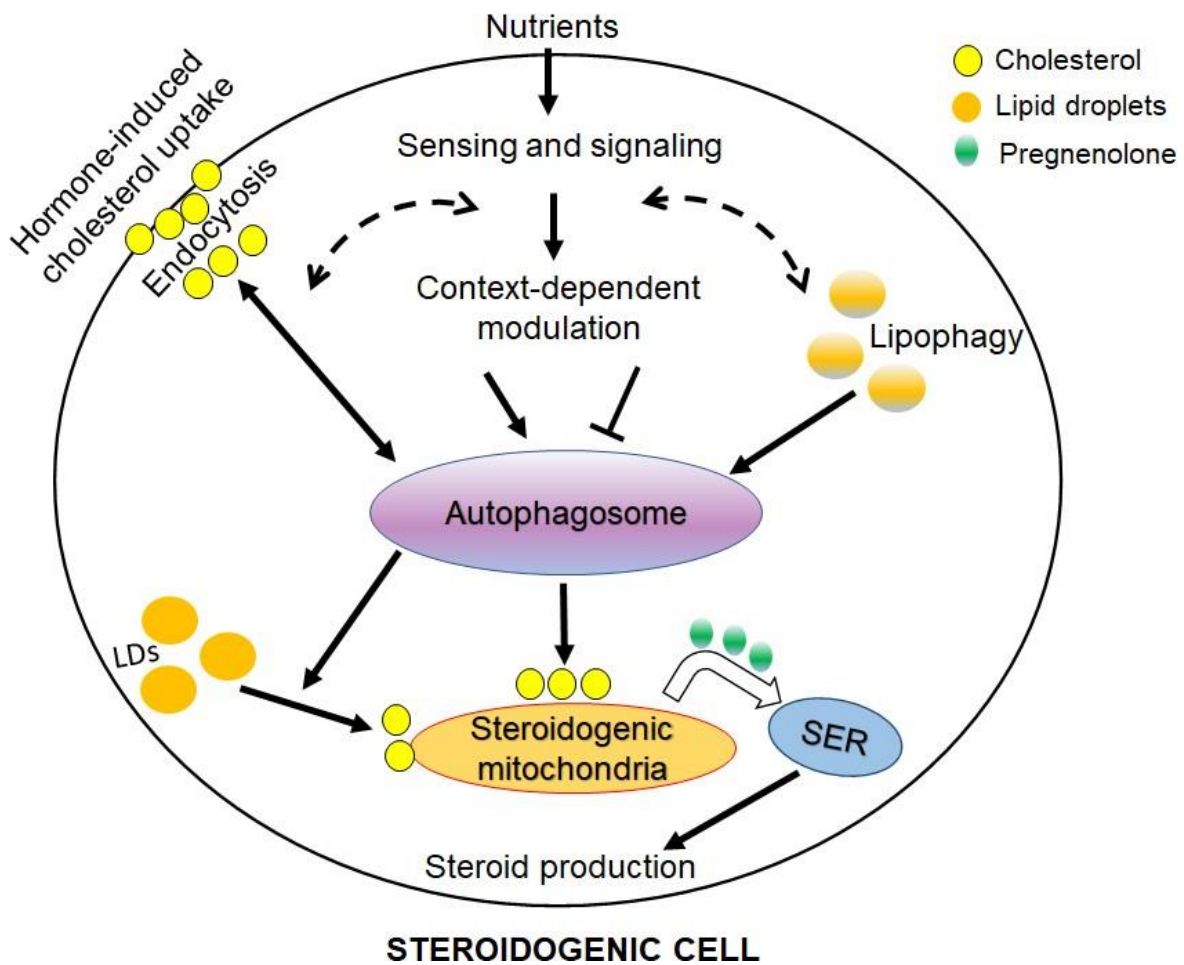 Nutrients
Cholesterol
Lipid droplets
Pregnenolone
Hormone-induced
cholesterol uptake
Endocytosis
Sensing and signaling
Context-dependent
modulation
Lipophagy
Autophagosome
LDs
Steroidogenic
mitochondria
SER
Steroid production
STEROIDOGENIC CELL